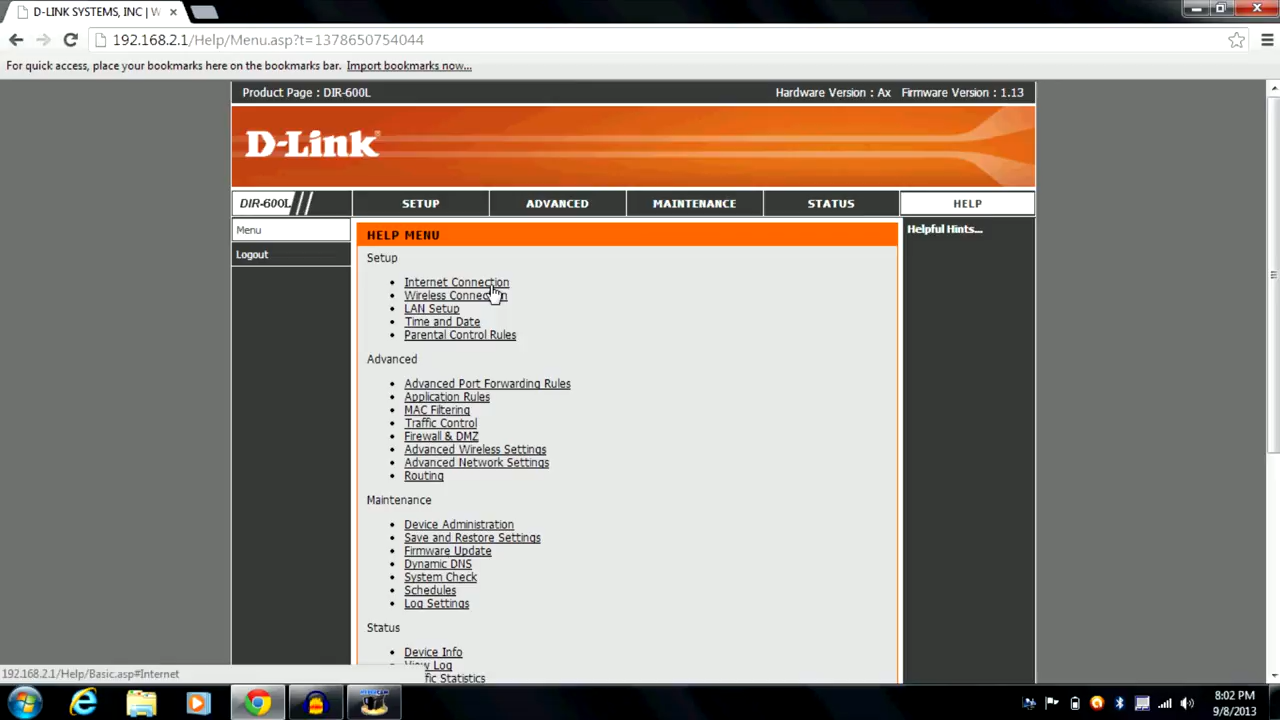 D-LINK SYSTEMS, INC | W
192.168.2.1/Help/Menu.asp?t=1378650754044
For quick access, place your bookmarks here on the bookmarks bar. Import bookmarks now...
Product Page : DIR-600L Hardware Version : Ax Firmware Version : 1.13
D-Link
DIR-600L SETUP ADVANCED MAINTENANCE STATUS HELP
Menu
Logout
HELP MENU
Helpful Hints...
Setup
Internet Connection
Wireless Connection
LAN Setup
Time and Date
Parental Control Rules
Advanced
Advanced Port Forwarding Rules
Application Rules
MAC Filtering
Traffic Control
Firewall & DMZ
Advanced Wireless Settings
Advanced Network Settings
Routing
Maintenance
Device Administration
Save and Restore Settings
Firmware Update
Dynamic DNS
System Check
Schedules
Log Settings
Status
Device Info
View Log
fic Statistics
192.168.2.1/Help/Basic.asp#Internet
8:02 PM
9/8/2013